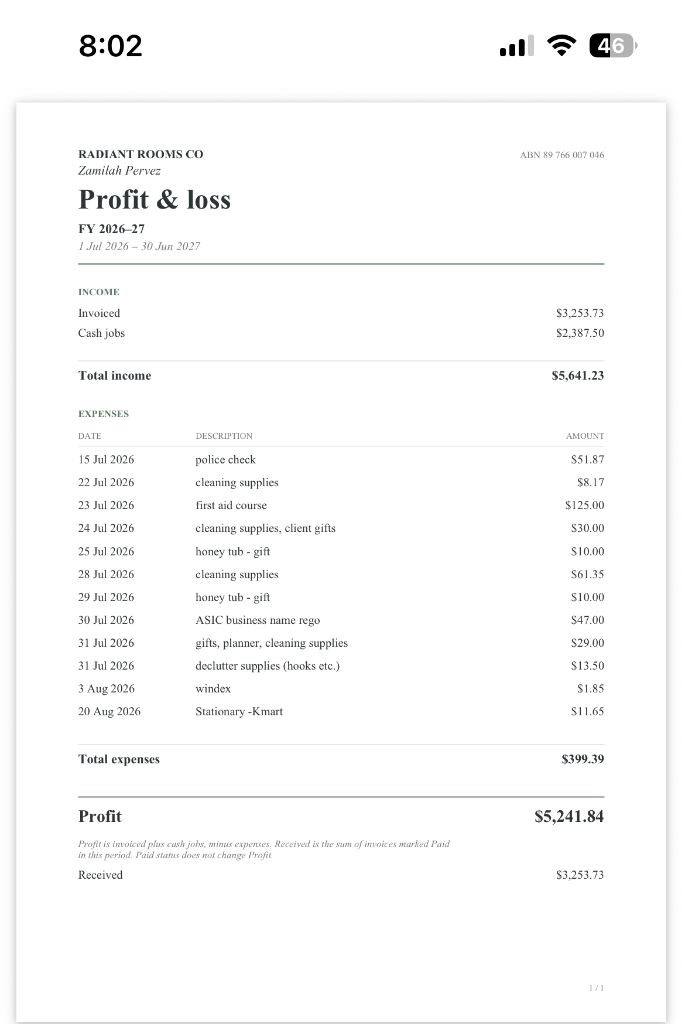 8:02
46
RADIANT ROOMS CO
ABN 89 766 007 046
Zamilah Pervez
Profit & loss
FY 2026–27
1 Jul 2026 – 30 Jun 2027
INCOME
Invoiced $3,253.73
Cash jobs $2,387.50
Total income $5,641.23
EXPENSES
DATE DESCRIPTION AMOUNT
15 Jul 2026 police check $51.87
22 Jul 2026 cleaning supplies $8.17
23 Jul 2026 first aid course $125.00
24 Jul 2026 cleaning supplies, client gifts $30.00
25 Jul 2026 honey tub - gift $10.00
28 Jul 2026 cleaning supplies $61.35
29 Jul 2026 honey tub - gift $10.00
30 Jul 2026 ASIC business name rego $47.00
31 Jul 2026 gifts, planner, cleaning supplies $29.00
31 Jul 2026 declutter supplies (hooks etc.) $13.50
3 Aug 2026 windex $1.85
20 Aug 2026 Stationary -Kmart $11.65
Total expenses $399.39
Profit $5,241.84
Profit is invoiced plus cash jobs, minus expenses. Received is the sum of invoices marked Paid
in this period. Paid status does not change Profit.
Received $3,253.73
1 / 1